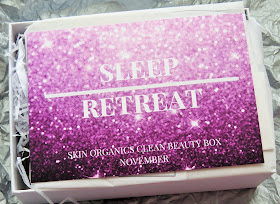 SLEEP
RETREAT
SKIN ORGANICS CLEAN BEAUTY BOX
NOVEMBER